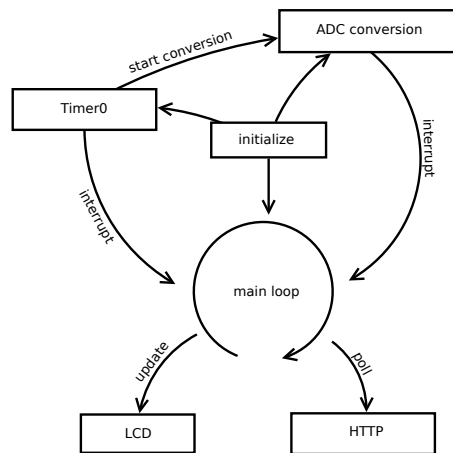 ADC conversion
start conversion
Timer0
initialize
interrupt
interrupt
main loop
update
poll
LCD
HTTP